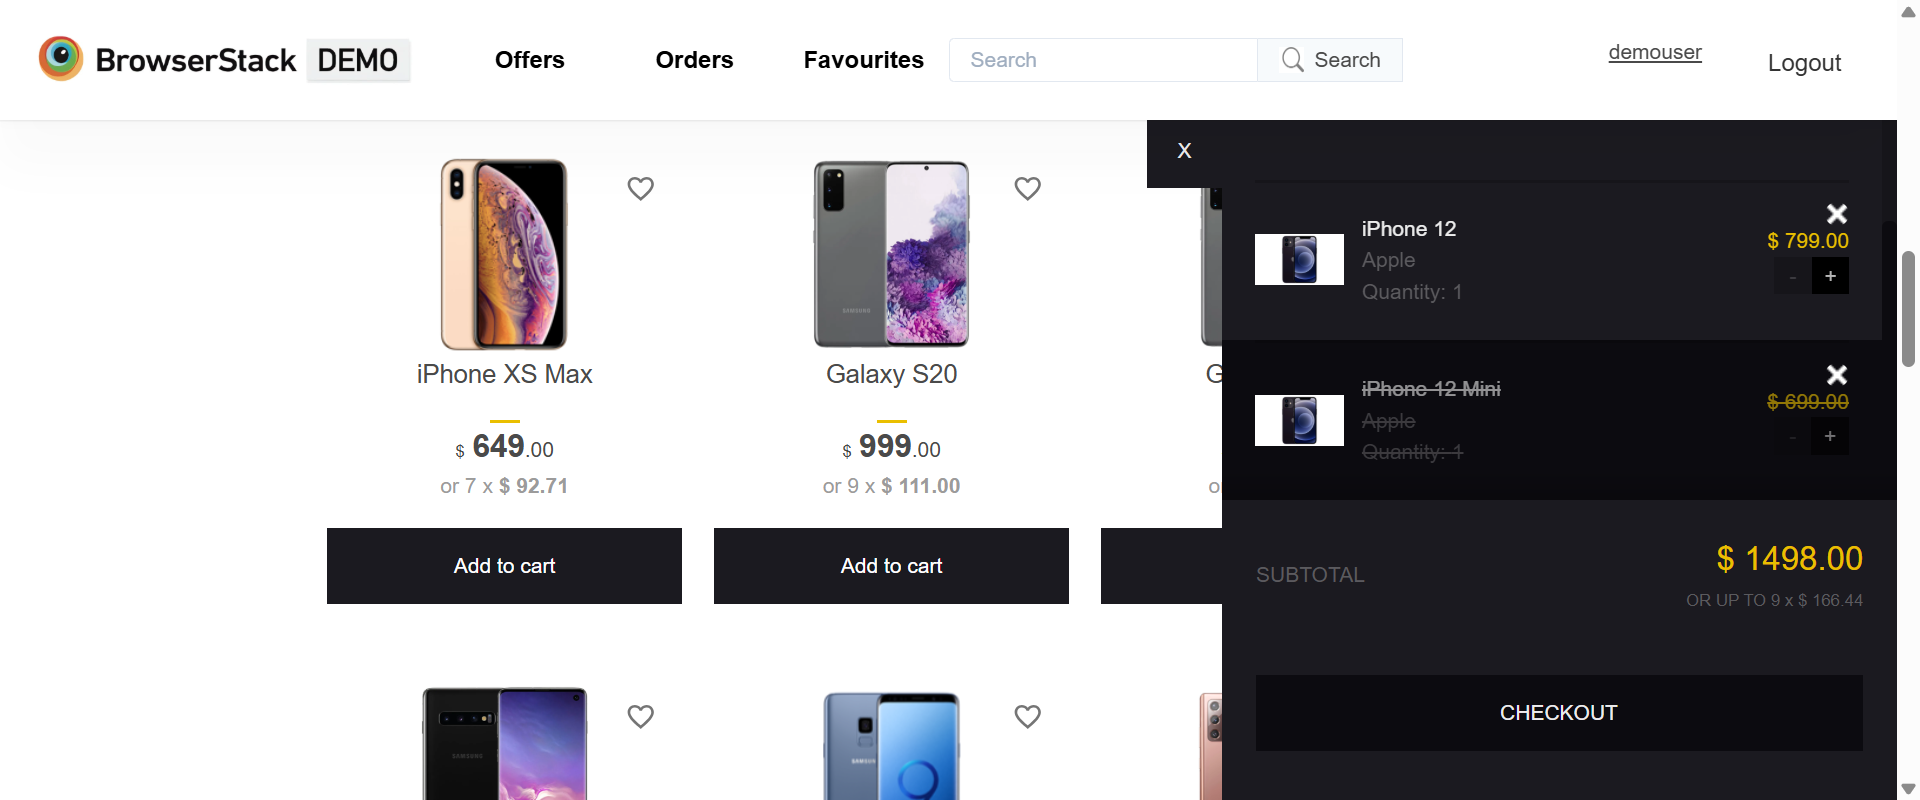 BrowserStack DEMO
Offers
Orders
Favourites
Search
Search
demouser
Logout
X
iPhone 12
Apple
Quantity: 1
$ 799.00
-
+
iPhone 12 Mini
Apple
Quantity: 1
$ 699.00
-
+
SUBTOTAL
$ 1498.00
OR UP TO 9 x $ 166.44
CHECKOUT
SAMSUNG
iPhone XS Max
$ 649.00
or 7 x $ 92.71
Add to cart
Galaxy S20
$ 999.00
or 9 x $ 111.00
Add to cart
G
o
SAMSUNG
SAMSUNG